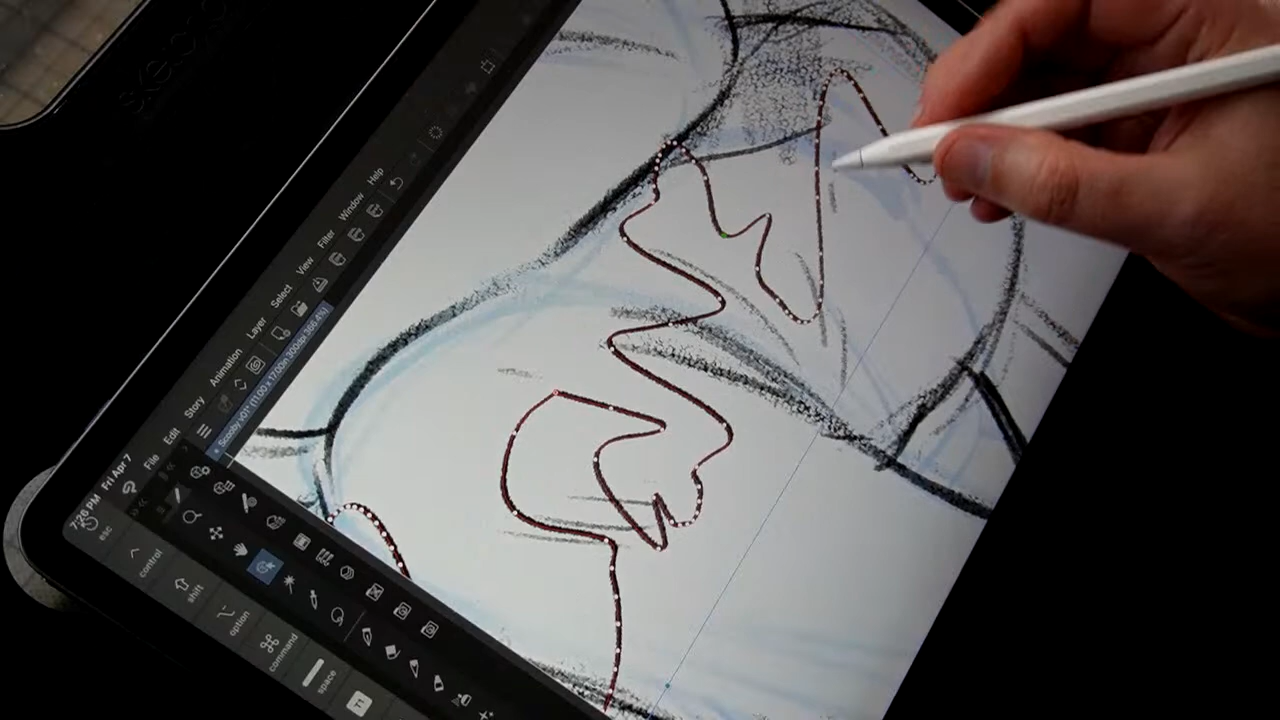 7:26 PM Fri Apr 7
File
Edit
Story
Animation
Layer
Select
View
Filter
Window
Help
esc
control
shift
option
command
space